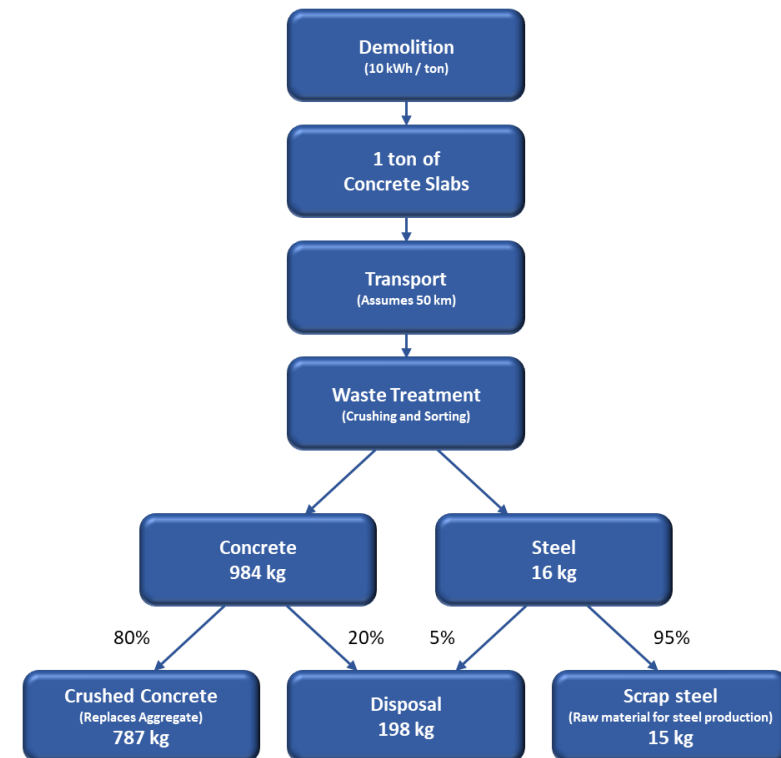 Demolition
(10 kWh / ton)
1 ton of
Concrete Slabs
Transport
(Assumes 50 km)
Waste Treatment
(Crushing and Sorting)
Concrete
984 kg
Steel
16 kg
80%
20%
5%
95%
Crushed Concrete
(Replaces Aggregate)
787 kg
Disposal
198 kg
Scrap steel
(Raw material for steel production)
15 kg